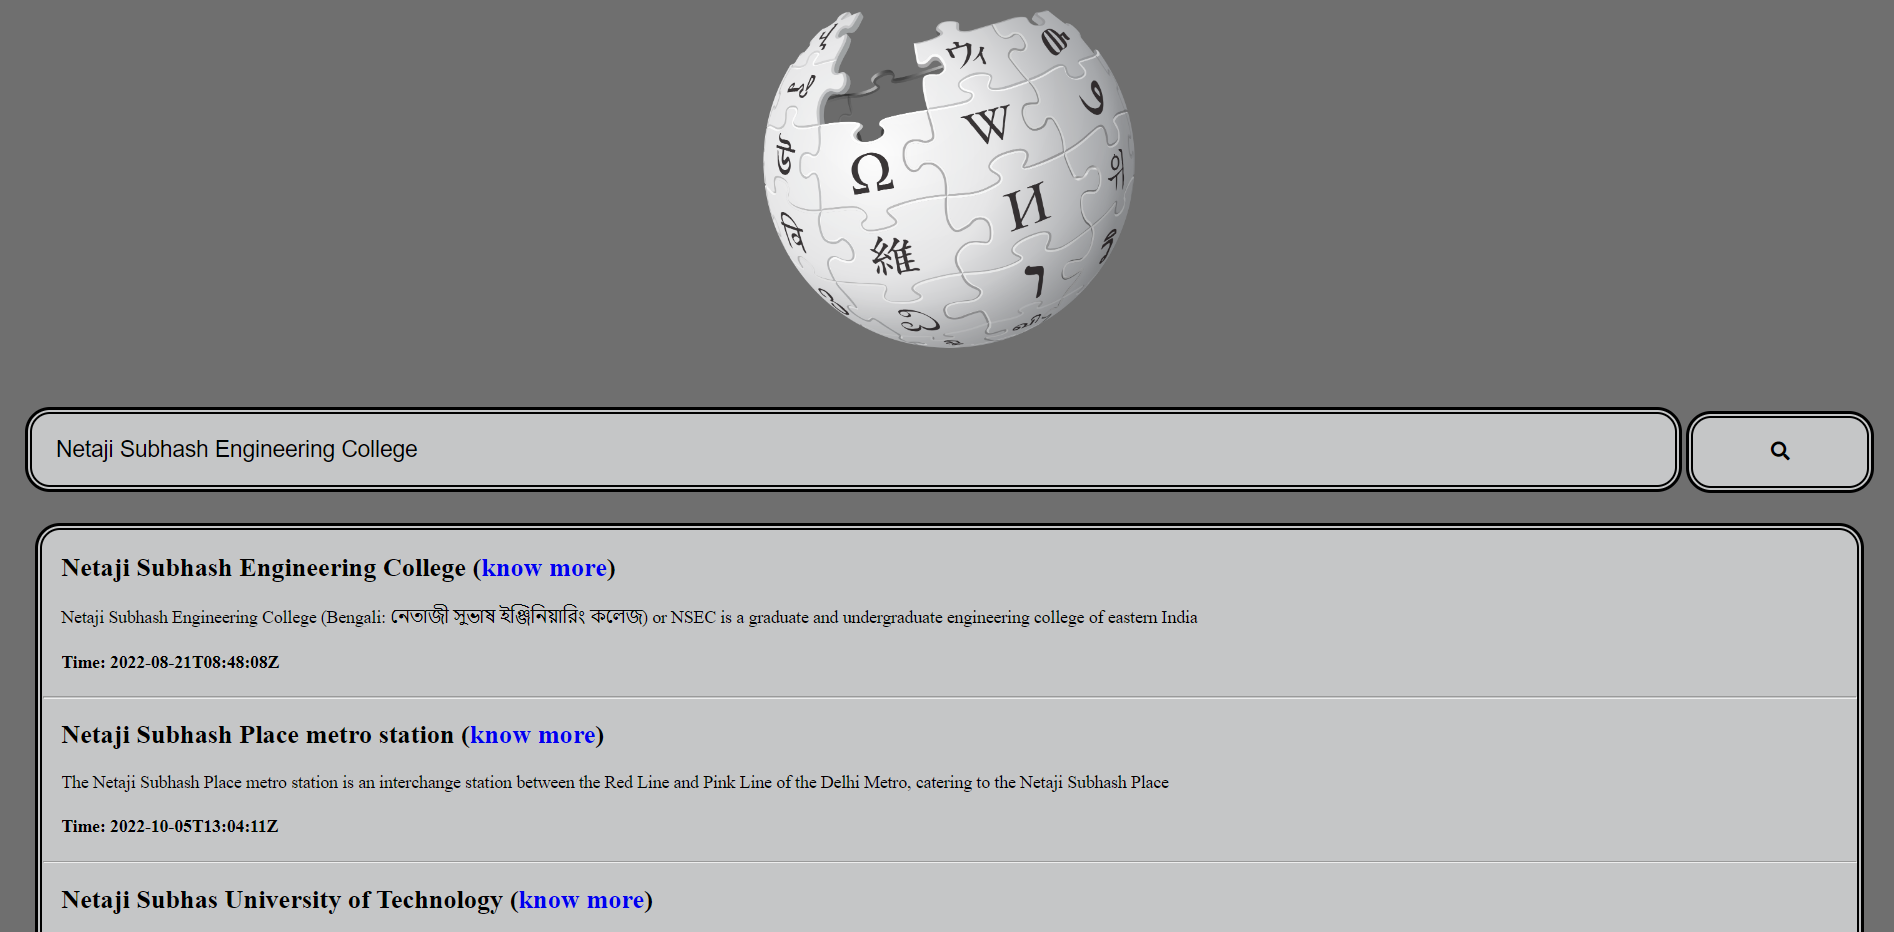 ウィ
W
Ω
И
維
위
ו
Netaji Subhash Engineering College
Netaji Subhash Engineering College (know more)
Netaji Subhash Engineering College (Bengali: নেতাজী সুভাষ ইঞ্জিনিয়ারিং কলেজ) or NSEC is a graduate and undergraduate engineering college of eastern India
Time: 2022-08-21T08:48:08Z
Netaji Subhash Place metro station (know more)
The Netaji Subhash Place metro station is an interchange station between the Red Line and Pink Line of the Delhi Metro, catering to the Netaji Subhash Place
Time: 2022-10-05T13:04:11Z
Netaji Subhas University of Technology (know more)